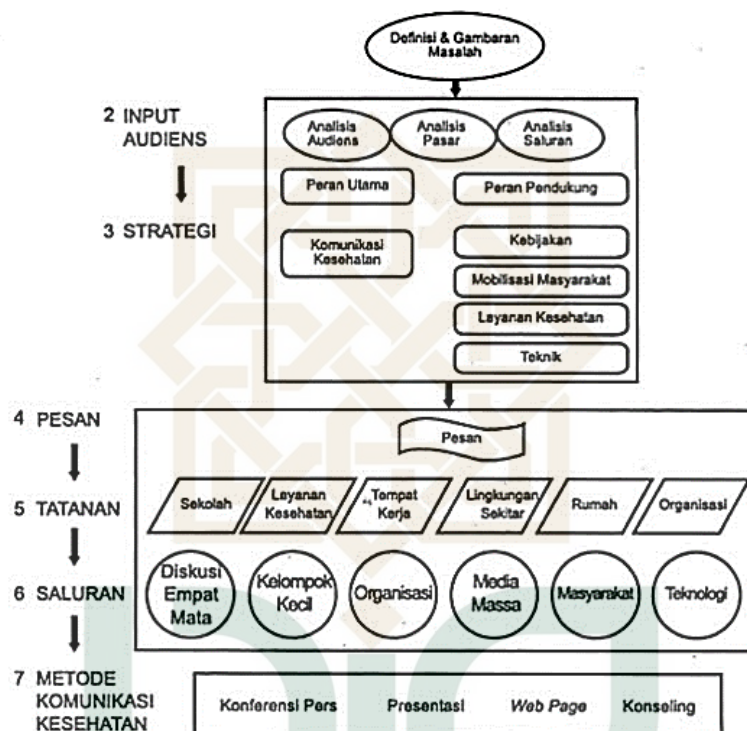 Definisi & Gambaran
Masalah
2 INPUT
AUDIENS
Analisis
Audiens
Analisis
Pasar
Analisis
Saluran
Peran Utama
Peran Pendukung
3 STRATEGI
Komunikasi
Kesehatan
Kebijakan
Mobilisasi Masyarakat
Layanan Kesehatan
Teknik
4 PESAN
Pesan
5 TATANAN
Sekolah
Layanan
Kesehatan
Tempat
Kerja
Lingkungan
Sekitar
Rumah
Organisasi
6 SALURAN
Diskusi
Empat
Mata
Kelompok
Kecil
Organisasi
Media
Massa
Masyarakat
Teknologi
7 METODE
KOMUNIKASI
KESEHATAN
Konferensi Pers Presentasi Web Page Konseling